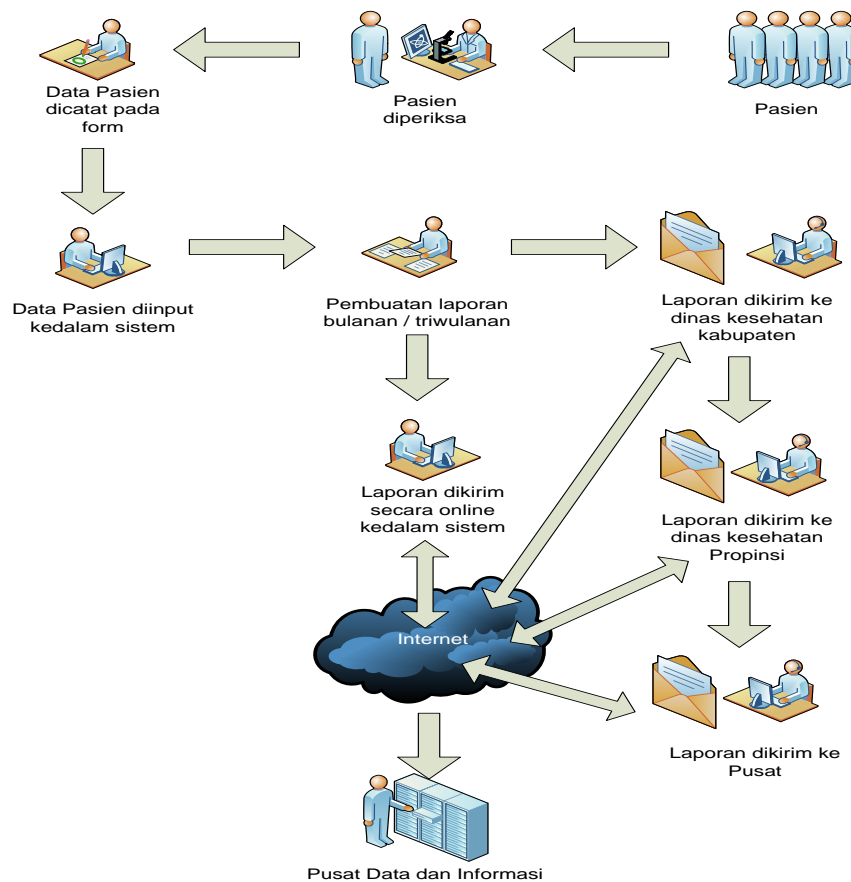 Data Pasien
dicatat pada
form
Pasien
diperiksa
Pasien
Data Pasien diinput
kedalam sistem
Pembuatan laporan
bulanan / triwulanan
Laporan dikirim ke
dinas kesehatan
kabupaten
Laporan dikirim
secara online
kedalam sistem
Laporan dikirim ke
dinas kesehatan
Propinsi
Internet
Laporan dikirim ke
Pusat
Pusat Data dan Informasi